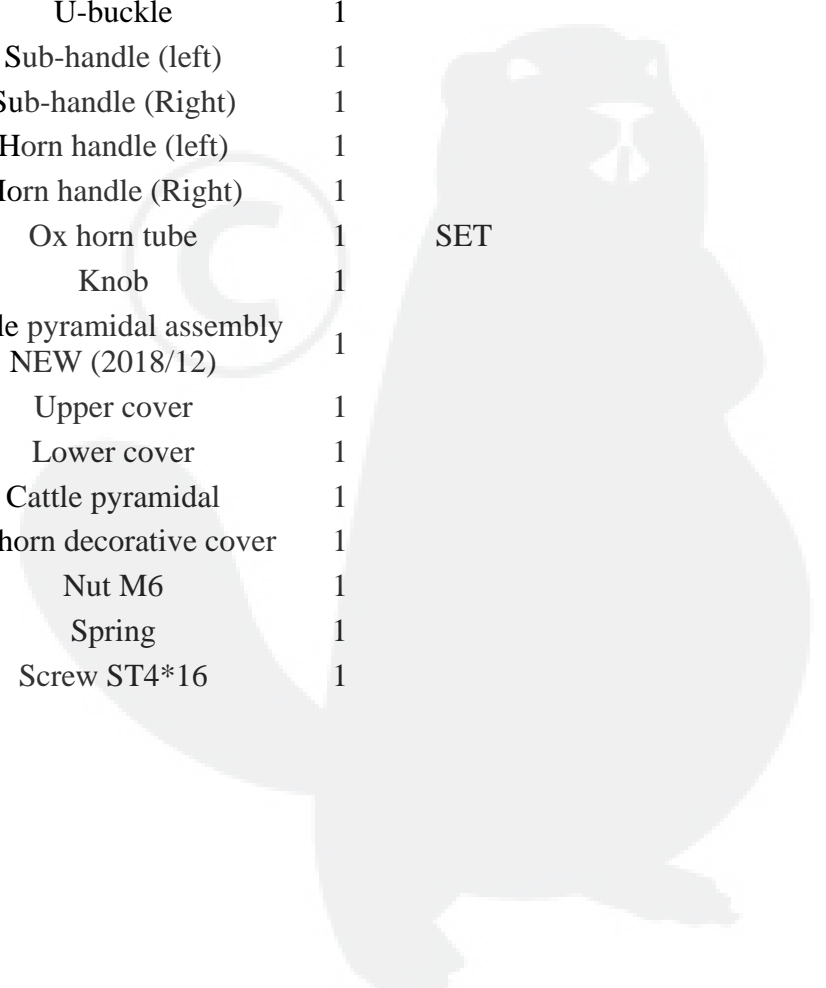 U-buckle 1
Sub-handle (left) 1
Sub-handle (Right) 1
Horn handle (left) 1
Horn handle (Right) 1
Ox horn tube 1 SET
Knob 1
pyramidal assembly
NEW (2018/12) 1
Upper cover 1
Lower cover 1
Cattle pyramidal 1
horn decorative cover 1
Nut M6 1
Spring 1
Screw ST4*16 1
©